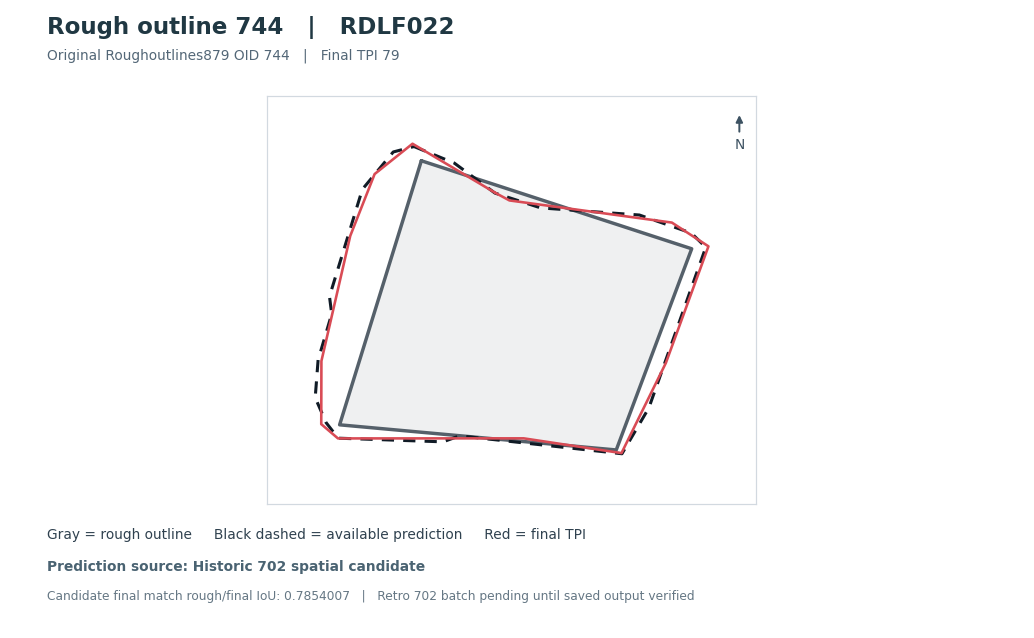 Rough outline 744 | RDLF022
Original Roughoutlines879 OID 744 | Final TPI 79
N
Gray = rough outline Black dashed = available prediction Red = final TPI
Prediction source: Historic 702 spatial candidate
Candidate final match rough/final IoU: 0.7854007 | Retro 702 batch pending until saved output verified